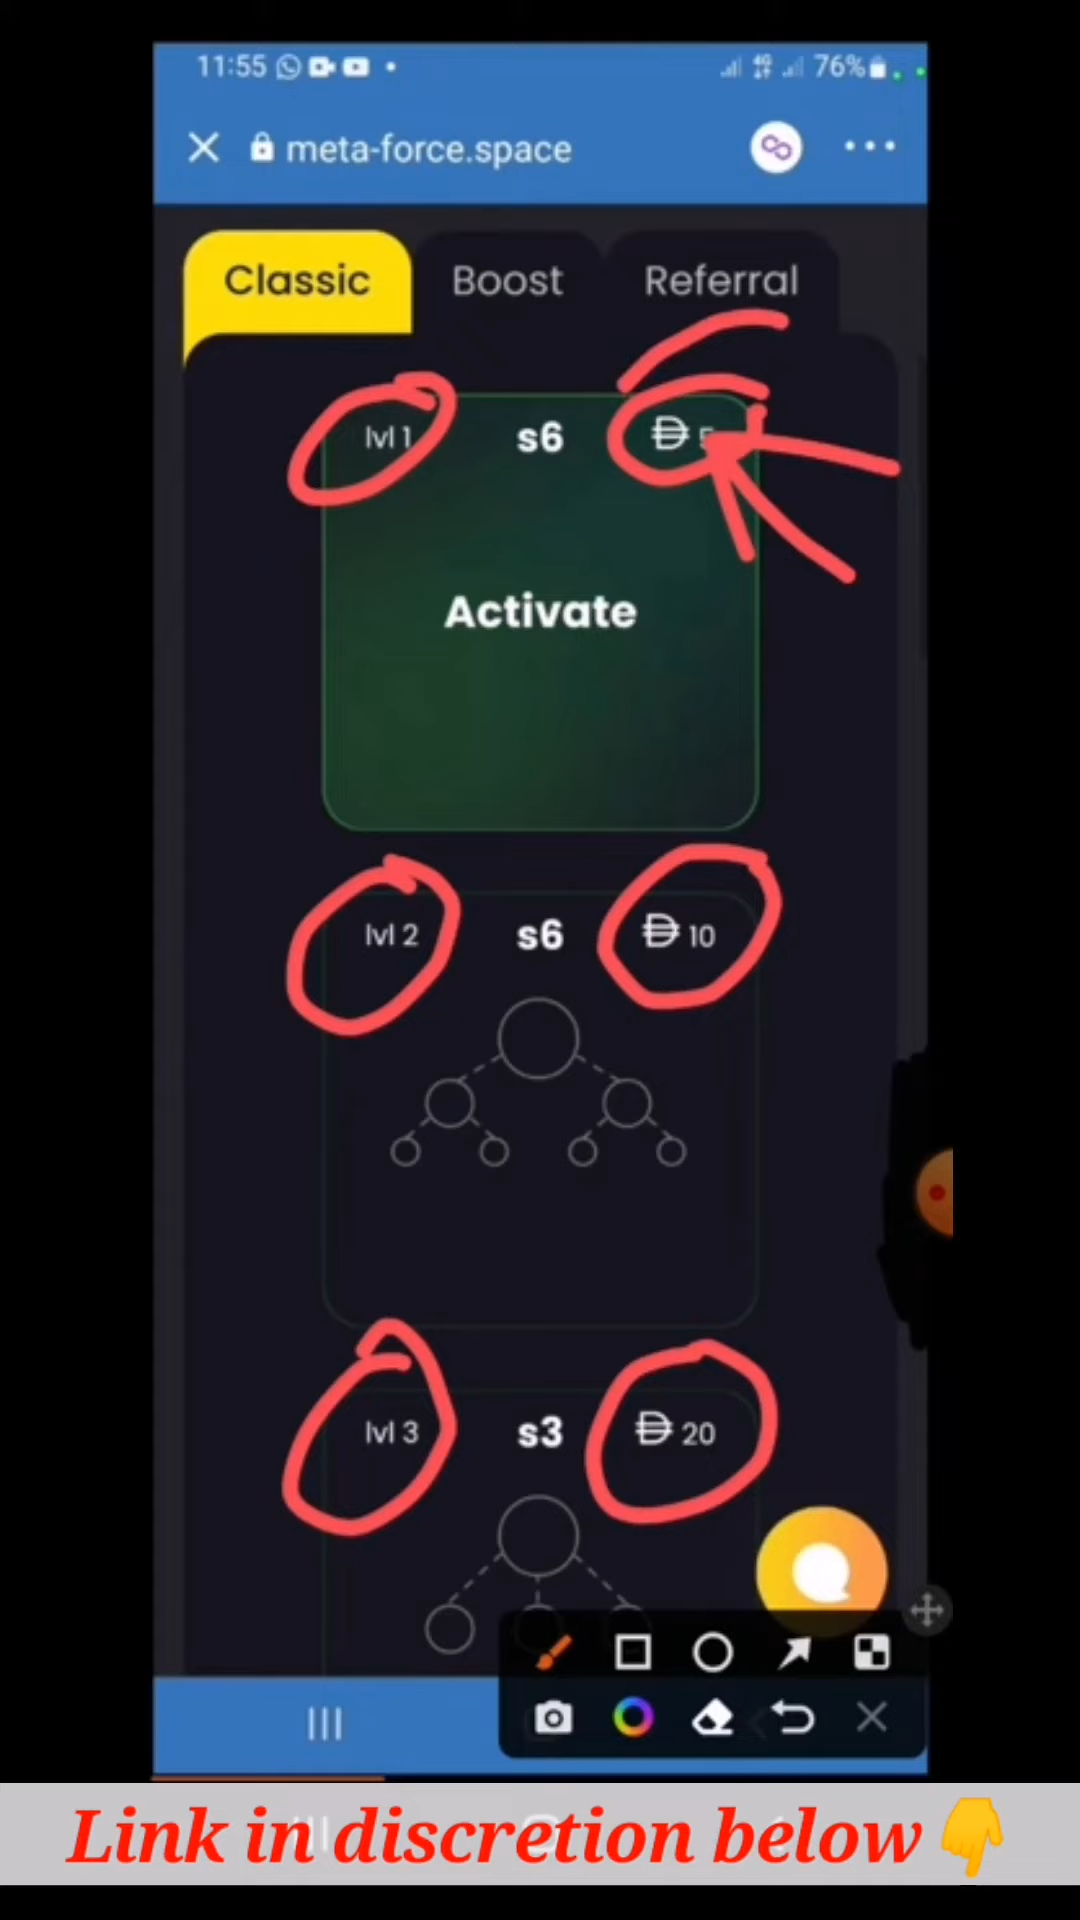 11:55 76%
meta-force.space
Classic Boost Referral
lvl 1 s6 5
Activate
lvl 2 s6 10
lvl 3 s3 20
Link in discretion below